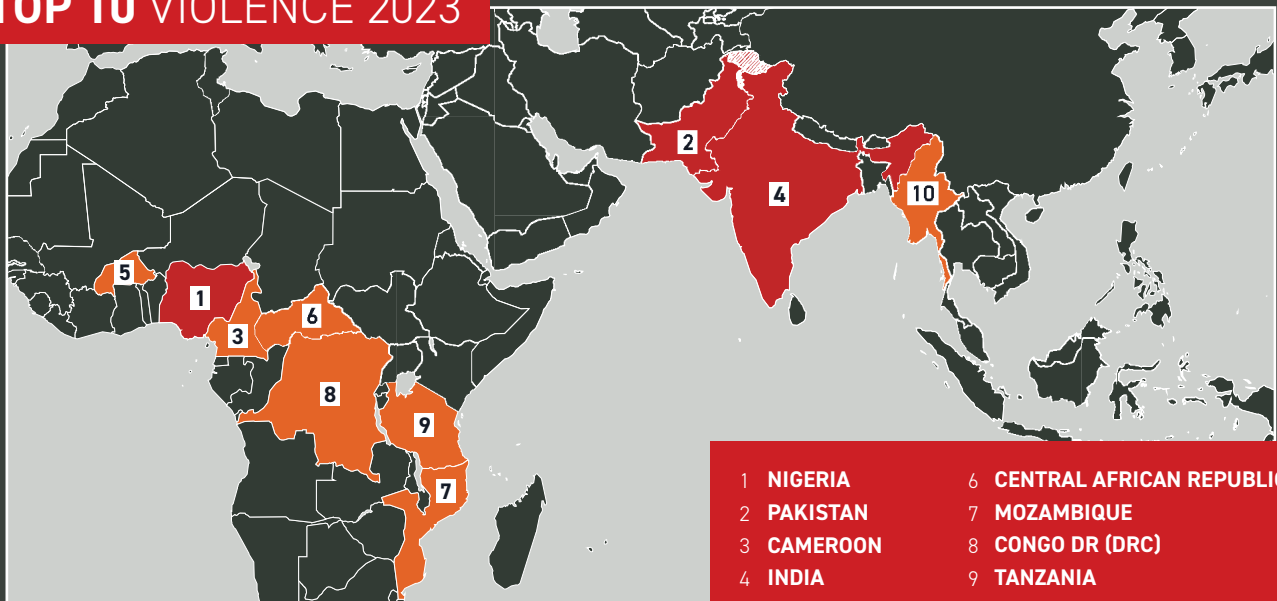 TOP 10 VIOLENCE 2023
2
4
10
5
1
3
6
8
9
7
1 NIGERIA
2 PAKISTAN
3 CAMEROON
4 INDIA
6 CENTRAL AFRICAN REPUBLIC
7 MOZAMBIQUE
8 CONGO DR (DRC)
9 TANZANIA